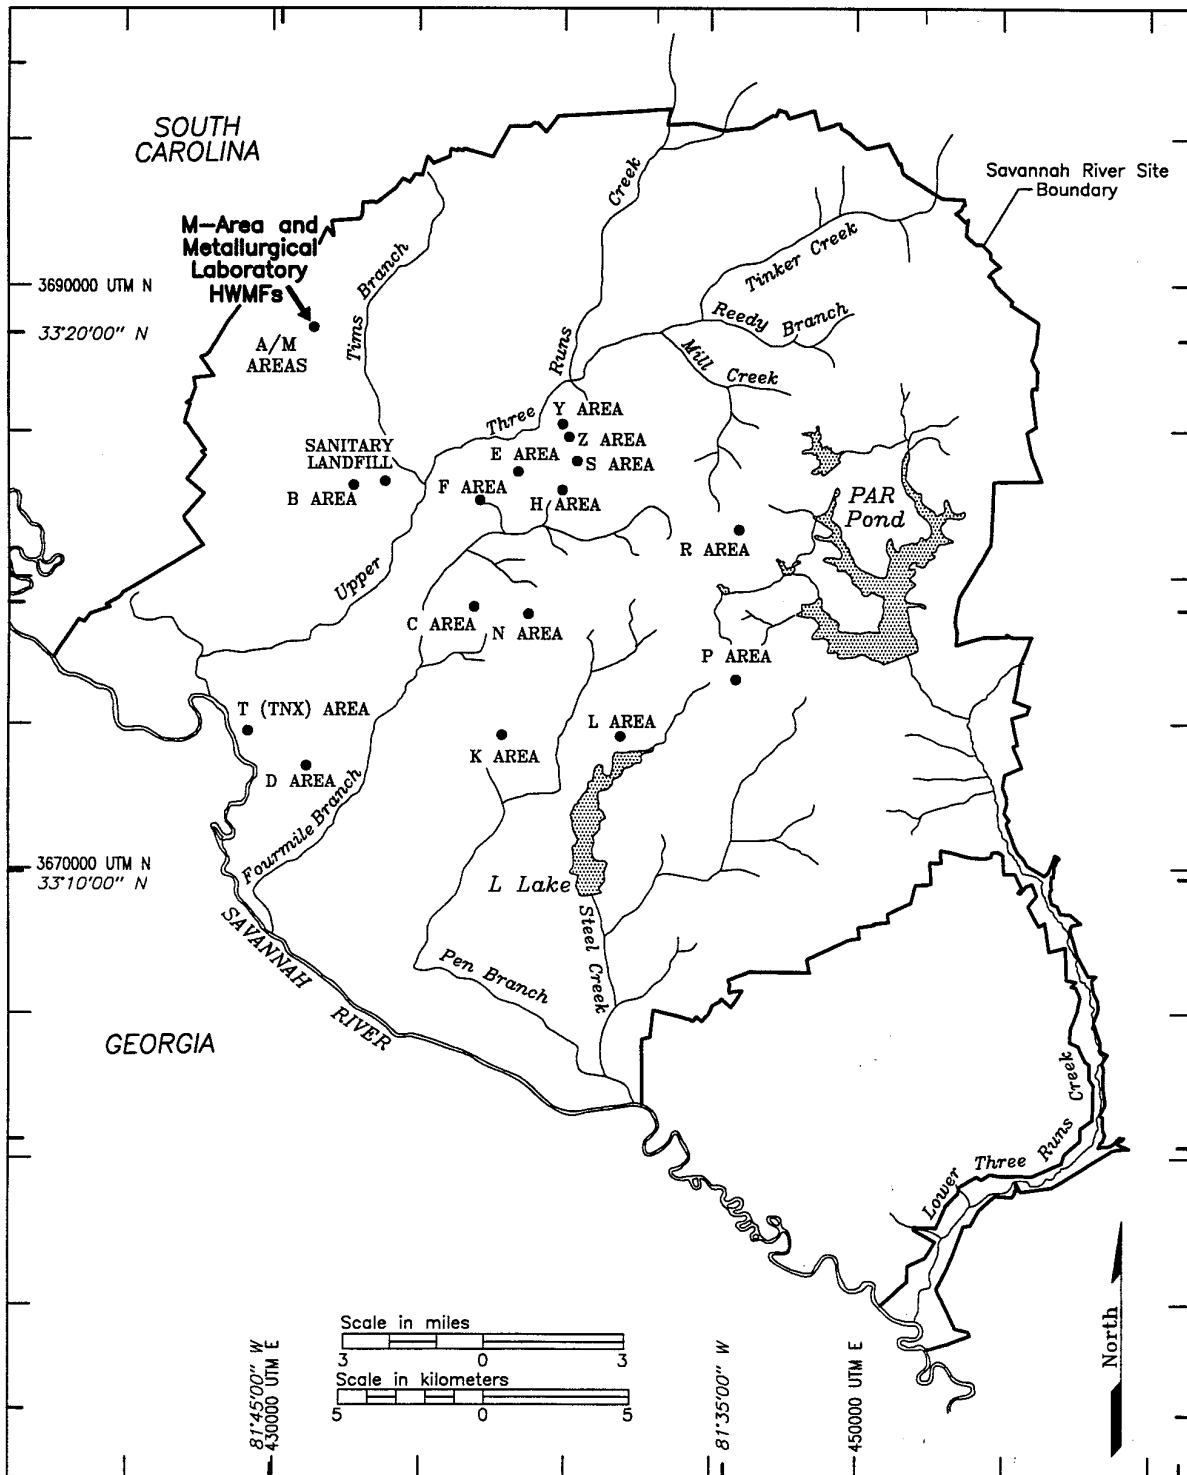 SOUTH
CAROLINA
Savannah River Site
Boundary
M-Area and
Metallurgical
Laboratory
HWMFs
3690000 UTM N
33°20'00" N
A/M
AREAS
Tims Branch
Upper Three Runs Creek
Tinker Creek
Reedy Branch
Mill Creek
Y AREA
Z AREA
E AREA
S AREA
SANITARY
LANDFILL
B AREA
F AREA
H AREA
PAR
Pond
R AREA
C AREA
N AREA
P AREA
T (TNX) AREA
L AREA
D AREA
K AREA
Fourmile Branch
3670000 UTM N
33°10'00" N
L Lake
Steel Creek
Pen Branch
SAVANNAH RIVER
GEORGIA
Lower Three Runs Creek
Scale in miles
3 0 3
Scale in kilometers
5 0 5
81°45'00" W
430000 UTM E
81°35'00" W
450000 UTM E
North